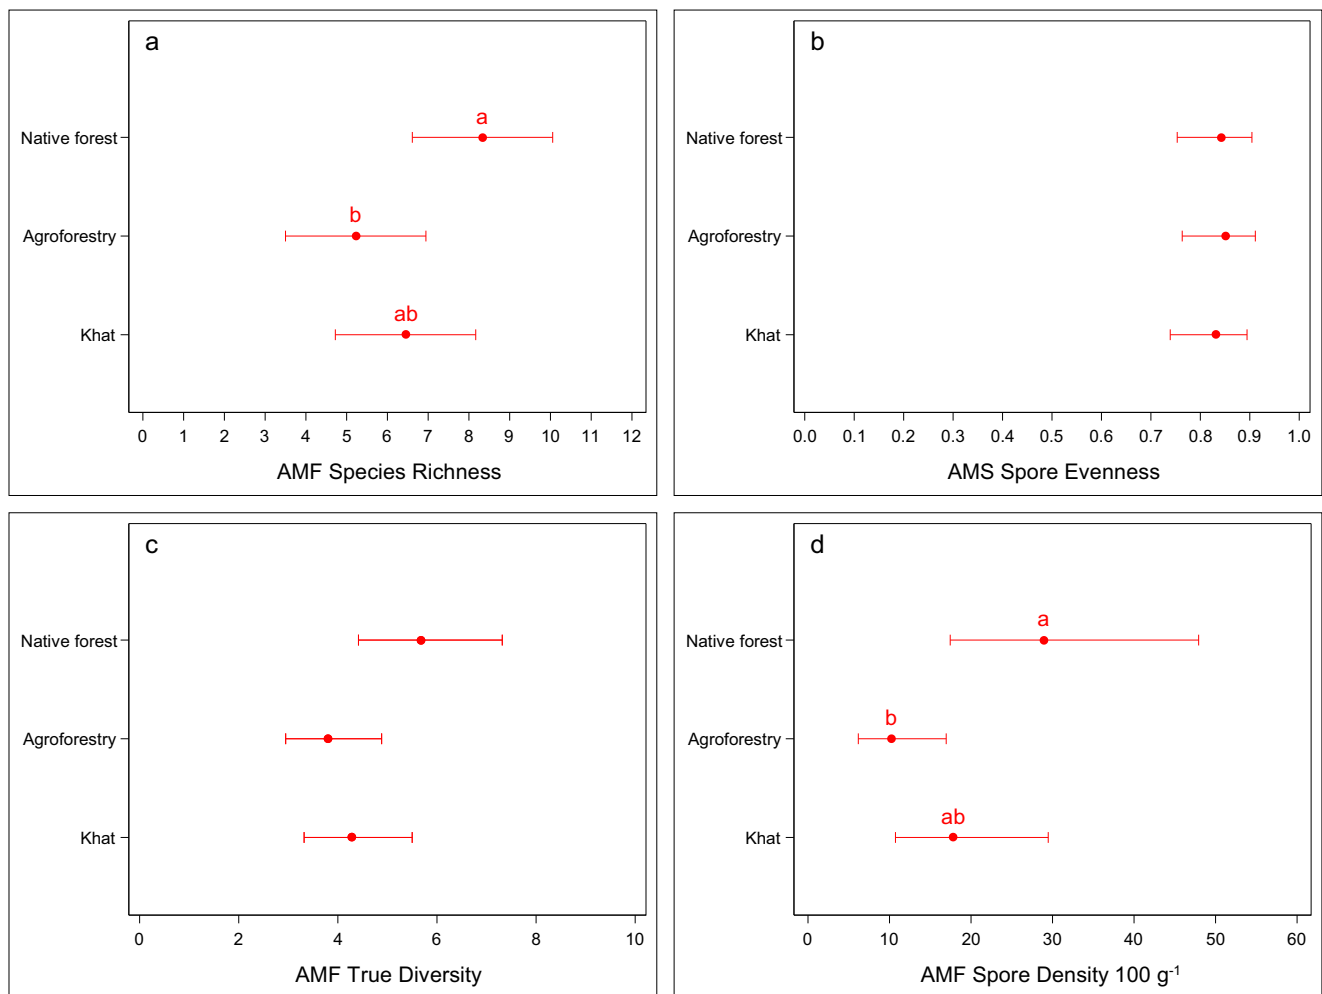 a
Native forest
a
Agroforestry
b
Khat
ab
0 1 2 3 4 5 6 7 8 9 10 11 12
AMF Species Richness
b
Native forest
Agroforestry
Khat
0.0 0.1 0.2 0.3 0.4 0.5 0.6 0.7 0.8 0.9 1.0
AMS Spore Evenness
c
Native forest
Agroforestry
Khat
0 2 4 6 8 10
AMF True Diversity
d
Native forest
a
Agroforestry
b
Khat
ab
0 10 20 30 40 50 60
AMF Spore Density 100 g⁻¹